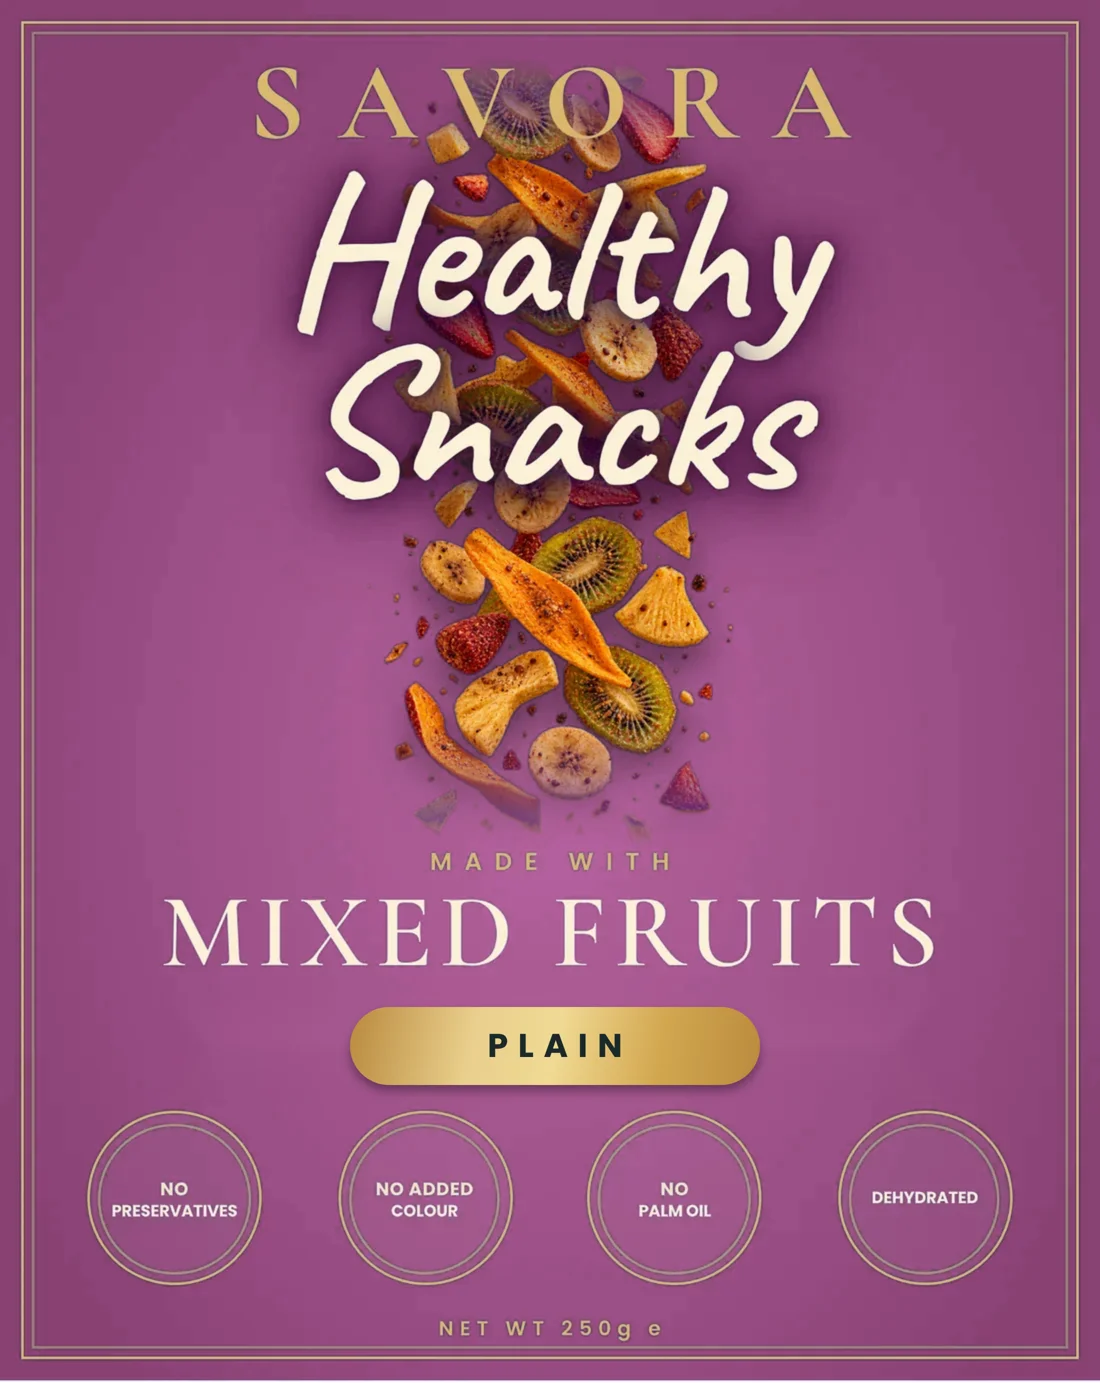 SAVORA
Healthy
Snacks
MADE WITH
MIXED FRUITS
PLAIN
NO
PRESERVATIVES
NO ADDED
COLOUR
NO
PALM OIL
DEHYDRATED
NET WT 250g e